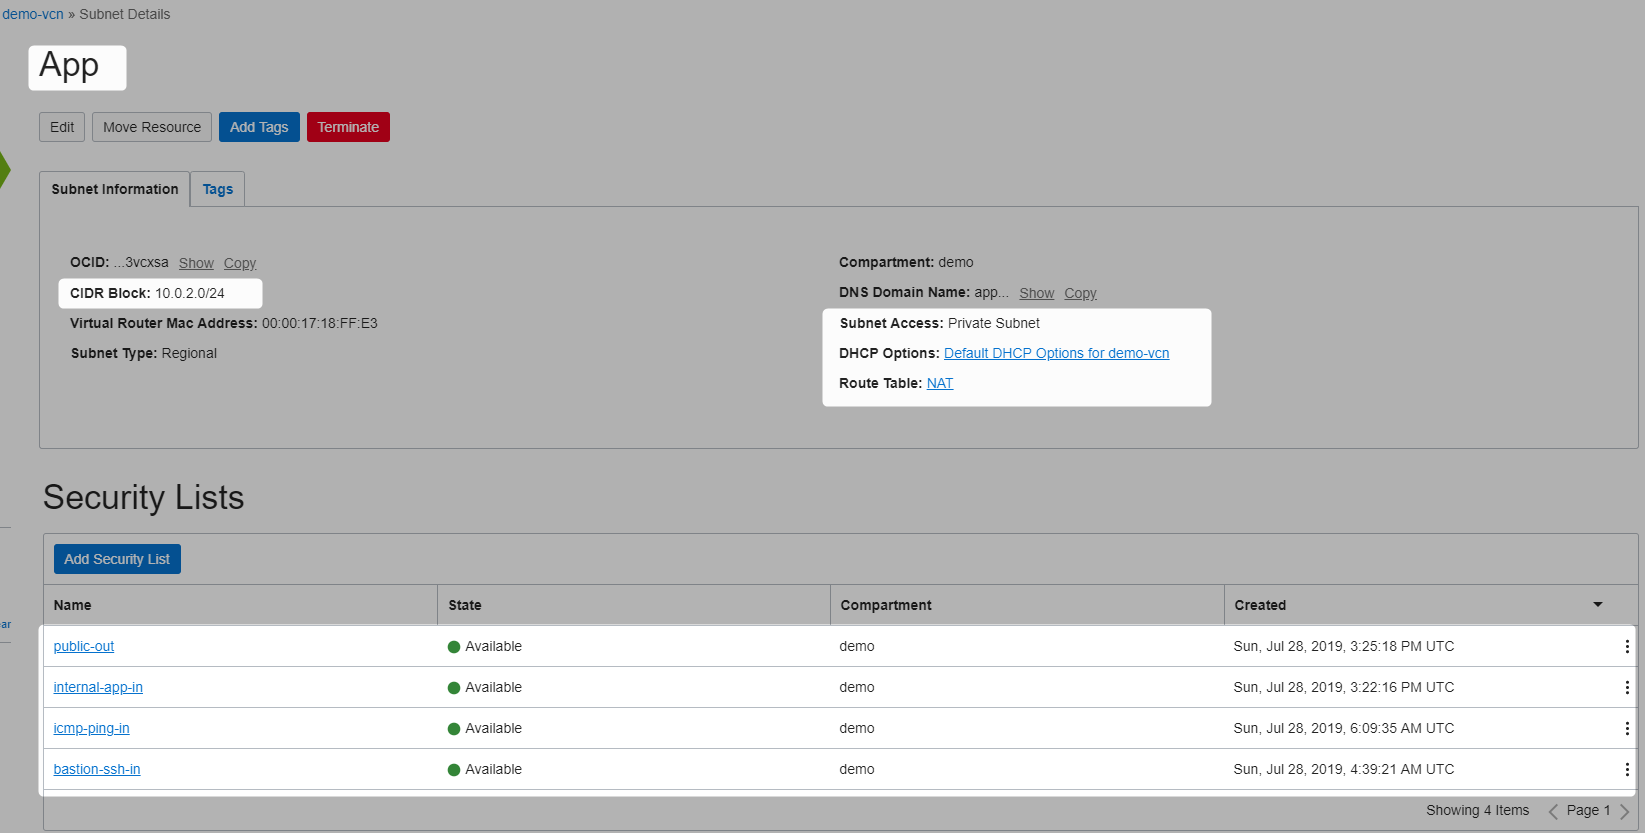 demo-vcn » Subnet Details
App
Edit Move Resource Add Tags Terminate
Subnet Information Tags
OCID: ...3vcxsa Show Copy
CIDR Block: 10.0.2.0/24
Virtual Router Mac Address: 00:00:17:18:FF:E3
Subnet Type: Regional
Compartment: demo
DNS Domain Name: app... Show Copy
Subnet Access: Private Subnet
DHCP Options: Default DHCP Options for demo-vcn
Route Table: NAT
Security Lists
Add Security List
Name State Compartment Created
ar
public-out Available demo Sun, Jul 28, 2019, 3:25:18 PM UTC
internal-app-in Available demo Sun, Jul 28, 2019, 3:22:16 PM UTC
icmp-ping-in Available demo Sun, Jul 28, 2019, 6:09:35 AM UTC
bastion-ssh-in Available demo Sun, Jul 28, 2019, 4:39:21 AM UTC
Showing 4 Items Page 1